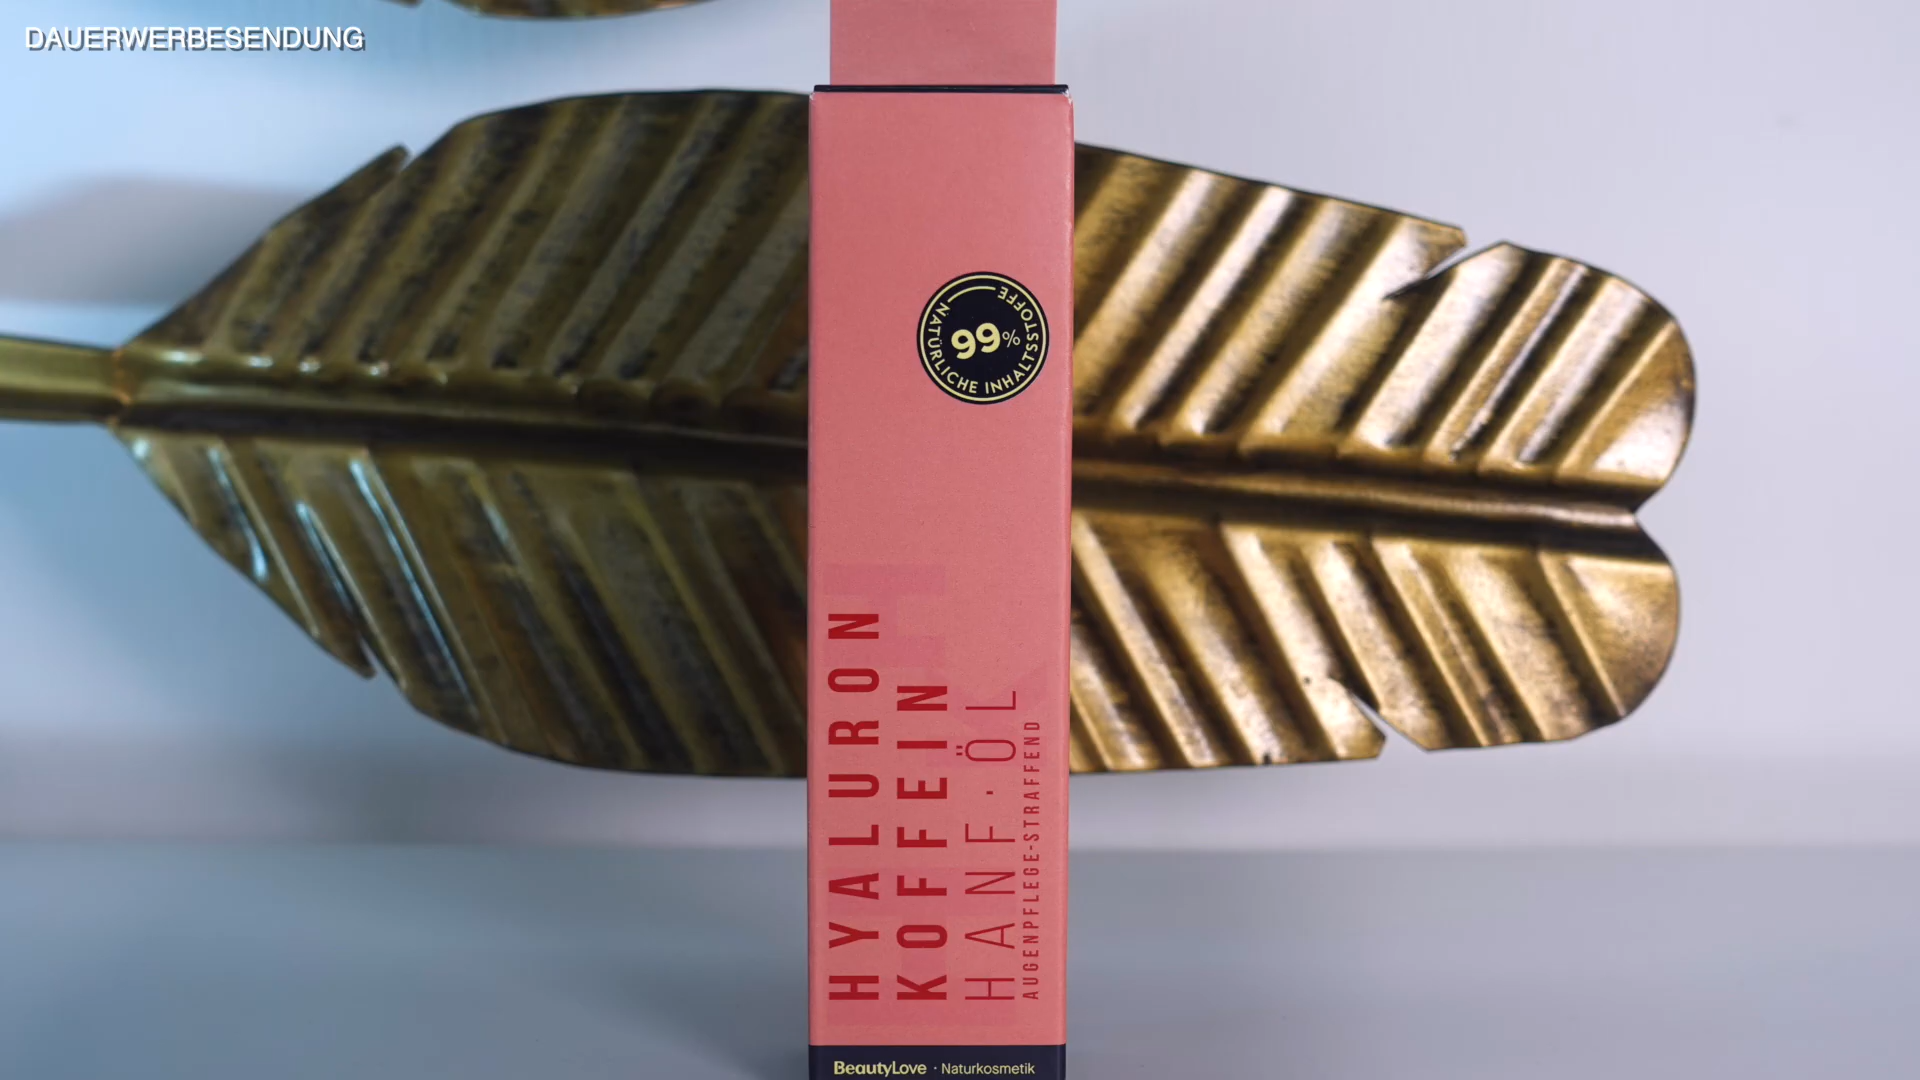 DAUERWERBESENDUNG
99%
NATÜRLICHE INHALTSSTOFFE
HYALURON
KOFFEIN
HANF·ÖL
AUGENPFLEGE-STRAFFEND
BeautyLove · Naturkosmetik